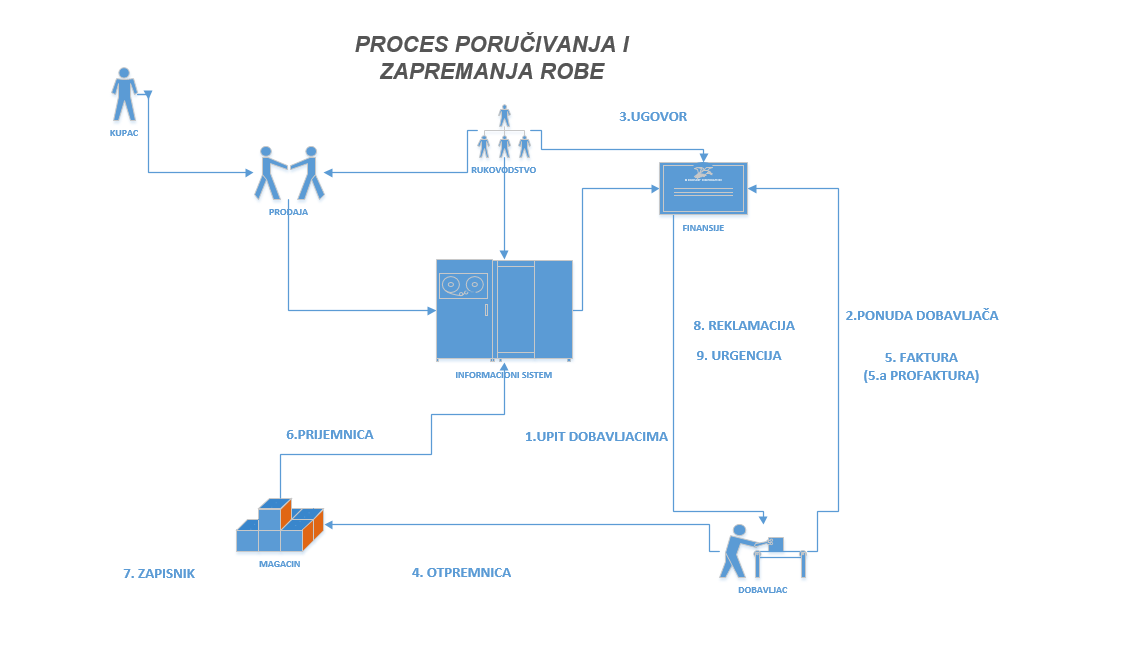 PROCES PORUČIVANJA I
ZAPREMANJA ROBE
KUPAC
3.UGOVOR
RUKOVODSTVO
PRODAJA
FINANSIJE
2.PONUDA DOBAVLJAČA
8. REKLAMACIJA
9. URGENCIJA
5. FAKTURA
(5.a PROFAKTURA)
INFORMACIONI SISTEM
6.PRIJEMNICA
1.UPIT DOBAVLJACIMA
MAGACIN
7. ZAPISNIK
4. OTPREMNICA
DOBAVLJAC